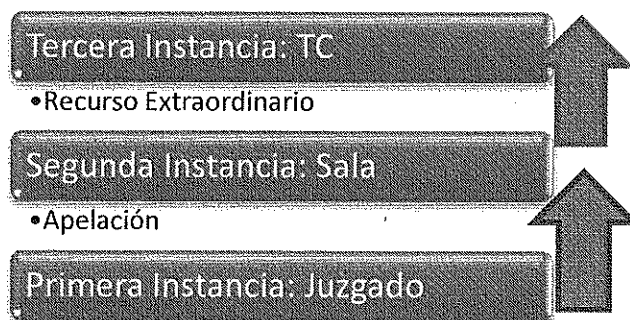 Tercera Instancia: TC
•Recurso Extraordinario
Segunda Instancia: Sala
•Apelación
Primera Instancia: Juzgado